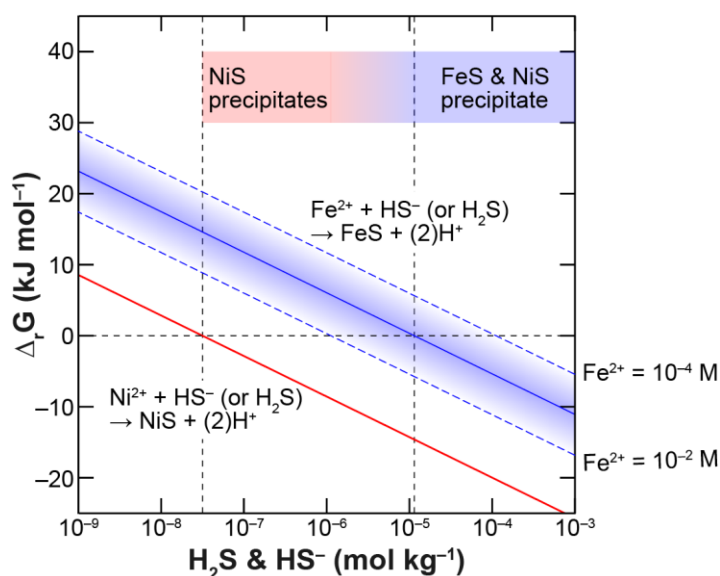 40
30
20
10
0
−10
−20
ΔrG (kJ mol⁻¹)
NiS
precipitates
FeS & NiS
precipitate
Fe²⁺ + HS⁻ (or H₂S)
→ FeS + (2)H⁺
Ni²⁺ + HS⁻ (or H₂S)
→ NiS + (2)H⁺
Fe²⁺ = 10⁻⁴ M
Fe²⁺ = 10⁻² M
10⁻⁹ 10⁻⁸ 10⁻⁷ 10⁻⁶ 10⁻⁵ 10⁻⁴ 10⁻³
H₂S & HS⁻ (mol kg⁻¹)